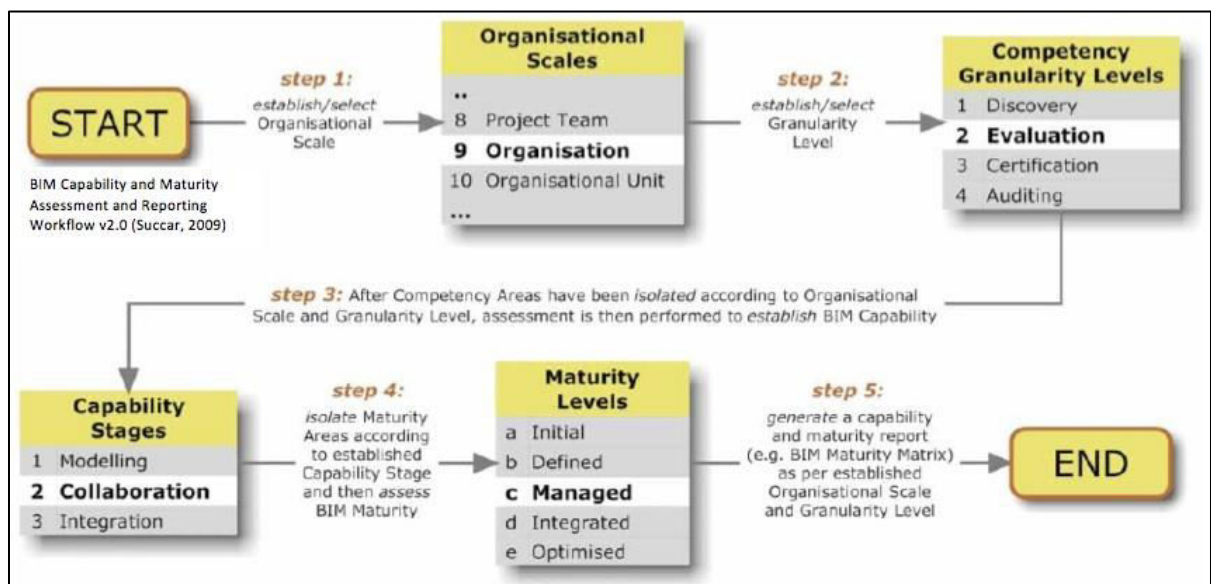 START
BIM Capability and Maturity
Assessment and Reporting
Workflow v2.0 (Succar, 2009)
step 1:
establish/select
Organisational
Scale
Organisational
Scales
..
8 Project Team
9 Organisation
10 Organisational Unit
...
step 2:
establish/select
Granularity
Level
Competency
Granularity Levels
1 Discovery
2 Evaluation
3 Certification
4 Auditing
step 3: After Competency Areas have been isolated according to Organisational
Scale and Granularity Level, assessment is then performed to establish BIM Capability
Capability
Stages
1 Modelling
2 Collaboration
3 Integration
step 4:
isolate Maturity
Areas according
to established
Capability Stage
and then assess
BIM Maturity
Maturity
Levels
a Initial
b Defined
c Managed
d Integrated
e Optimised
step 5:
generate a capability
and maturity report
(e.g. BIM Maturity Matrix)
as per established
Organisational Scale
and Granularity Level
END